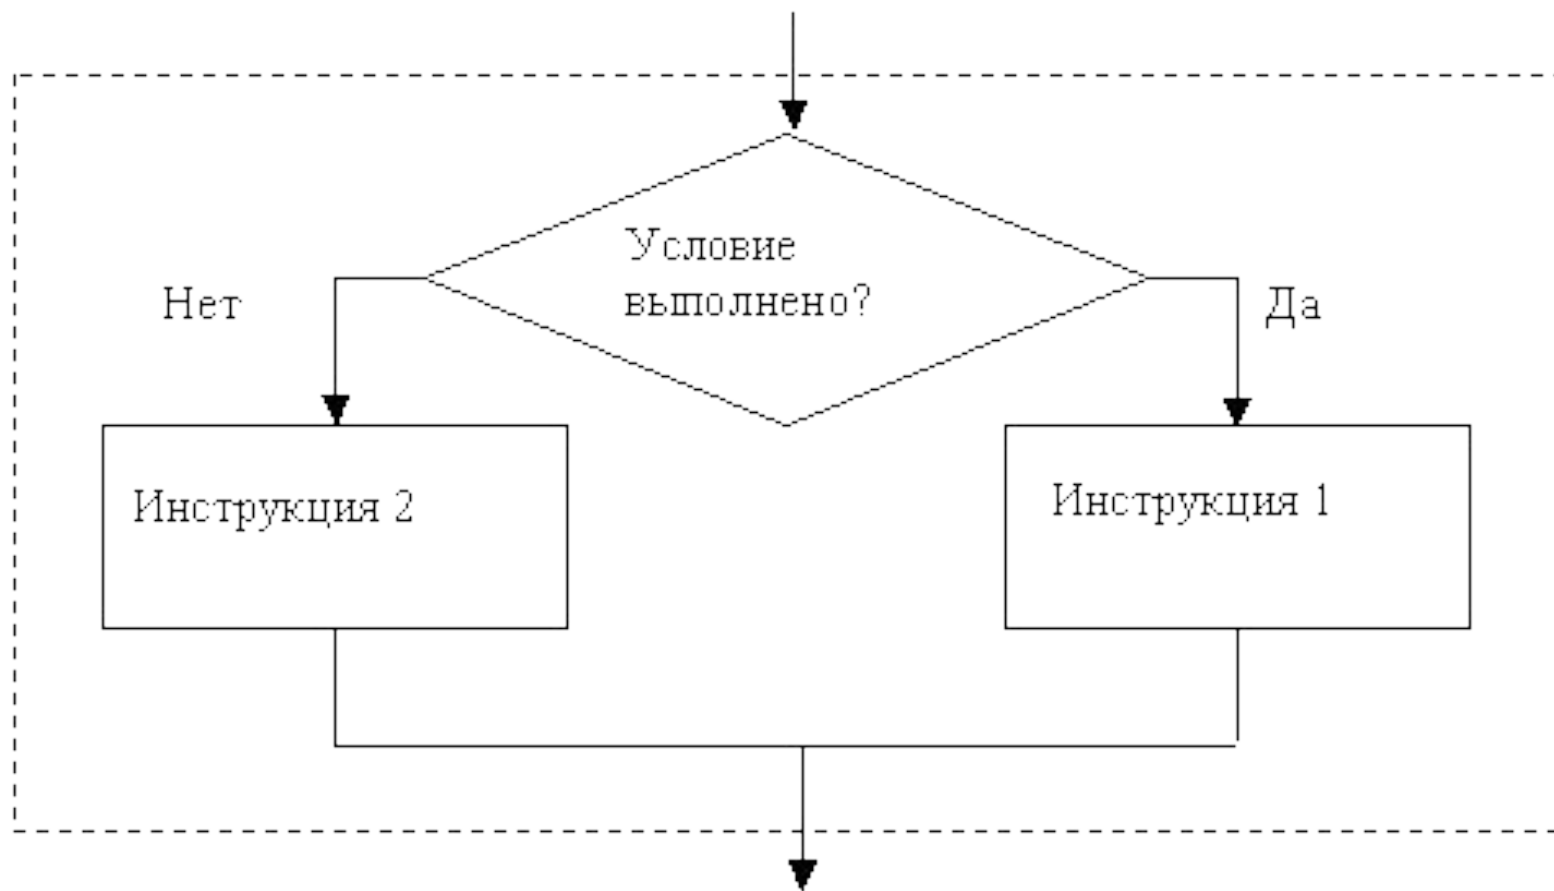 Условие
выполнено?
Нет
Да
Инструкция 2
Инструкция 1